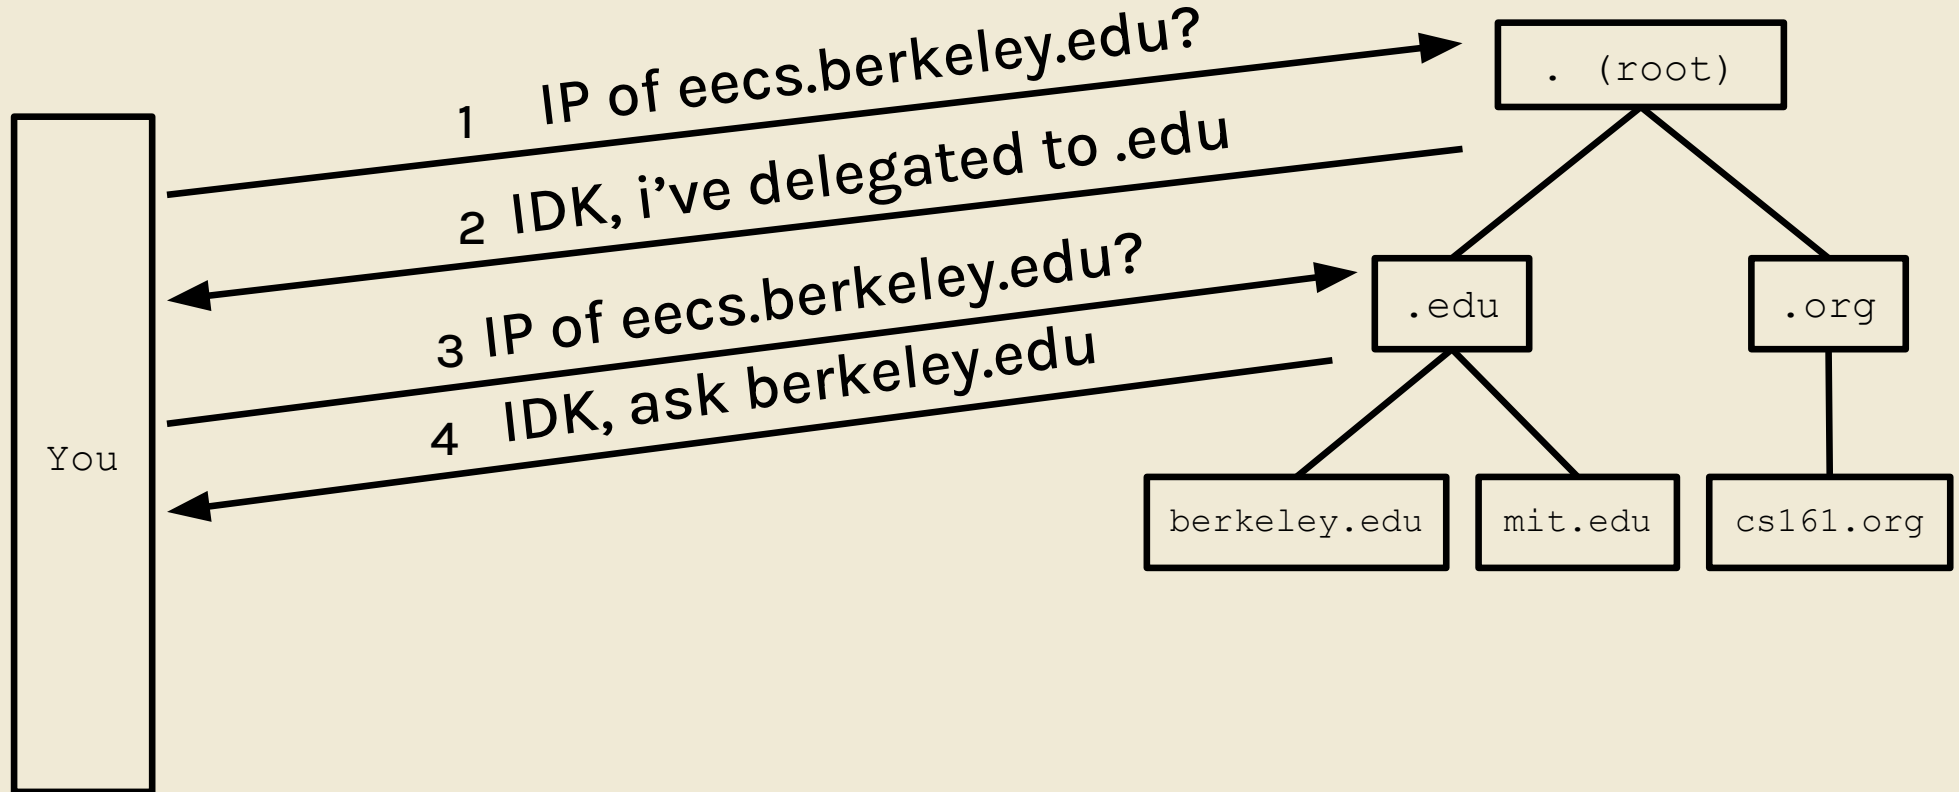 1 IP of eecs.berkeley.edu?
. (root)
2 IDK, i’ve delegated to .edu
3 IP of eecs.berkeley.edu?
.edu
.org
4 IDK, ask berkeley.edu
You
berkeley.edu
mit.edu
cs161.org